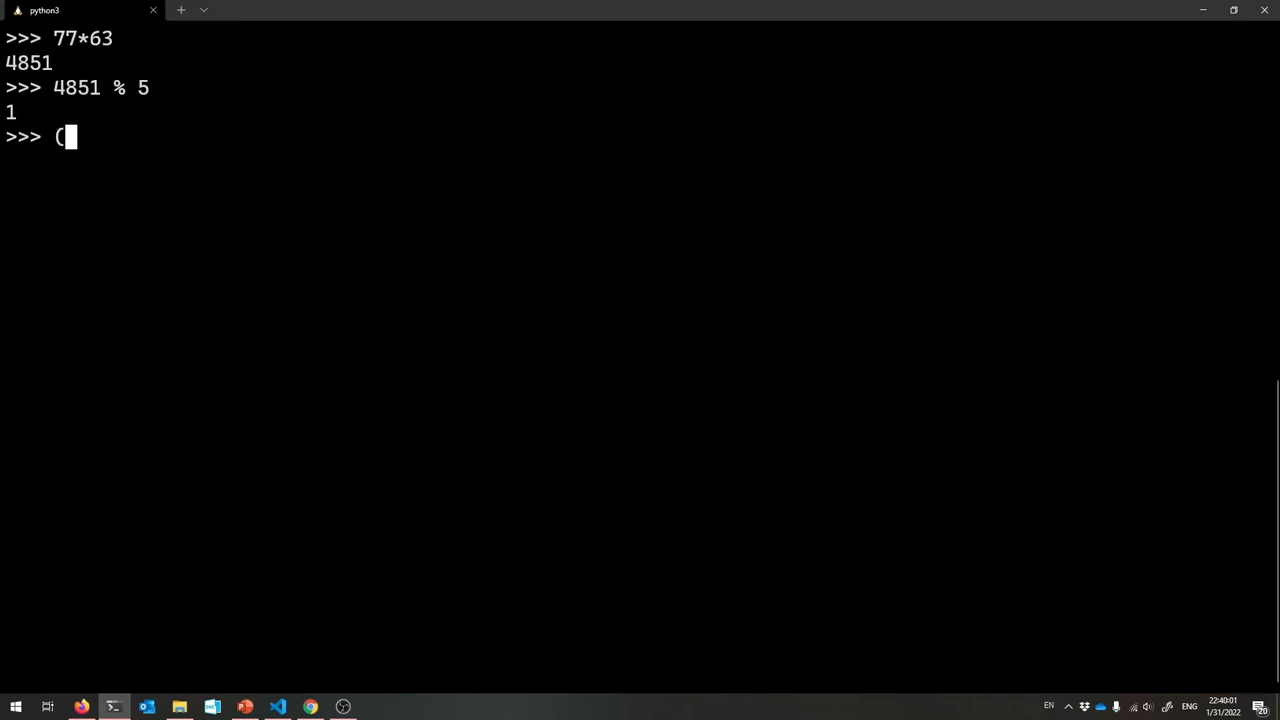 python3
>>> 77*63
4851
>>> 4851 % 5
1
>>> (
EN
ENG
22:40:01
1/31/2022
20